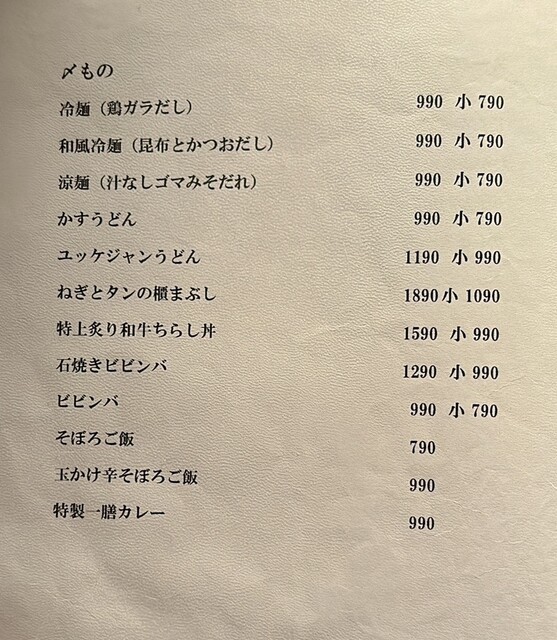 〆もの
冷麺（鶏ガラだし） 990 小 790
和風冷麺（昆布とかつおだし） 990 小 790
涼麺（汁なしゴマみそだれ） 990 小 790
かすうどん 990 小 790
ユッケジャンうどん 1190 小 990
ねぎとタンの櫃まぶし 1890 小 1090
特上炙り和牛ちらし丼 1590 小 990
石焼きビビンバ 1290 小 990
ビビンバ 990 小 790
そぼろご飯 790
玉かけ辛そぼろご飯 990
特製一膳カレー 990